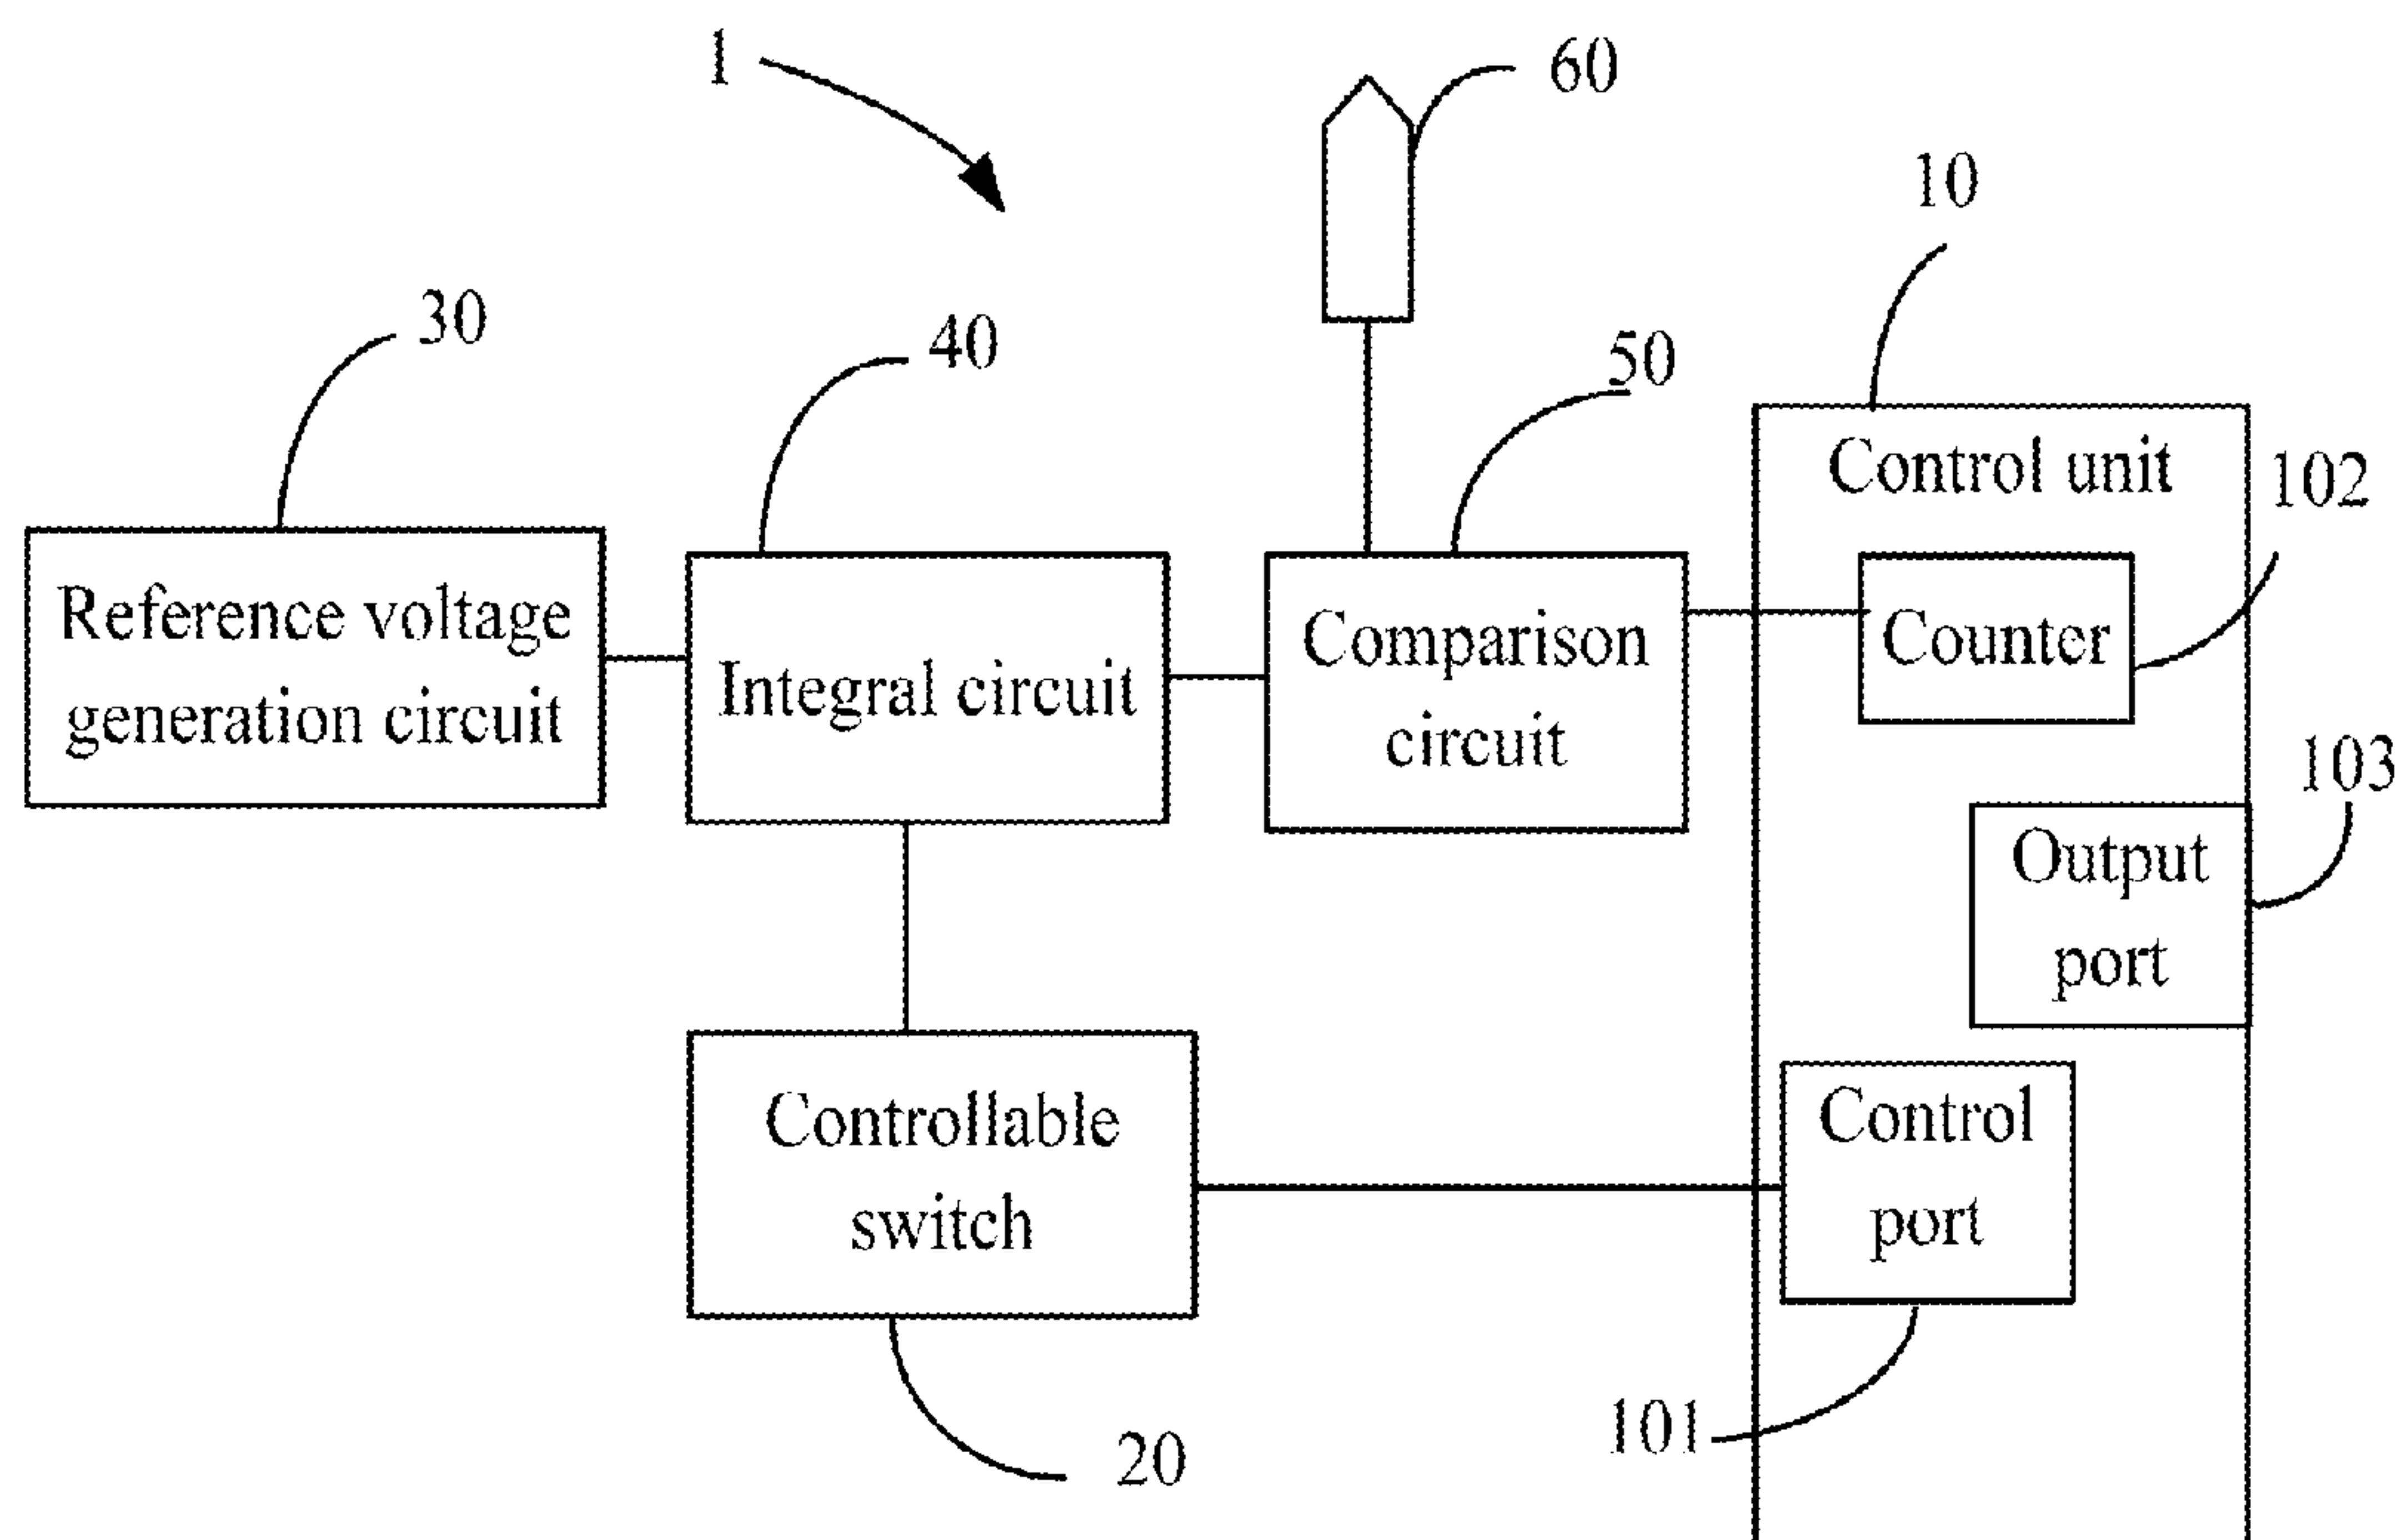 1
60
10
30
40
50
Control unit
102
Reference voltage
generation circuit
Integral circuit
Comparison
circuit
Counter
103
Output
port
Controllable
switch
Control
port
101
20